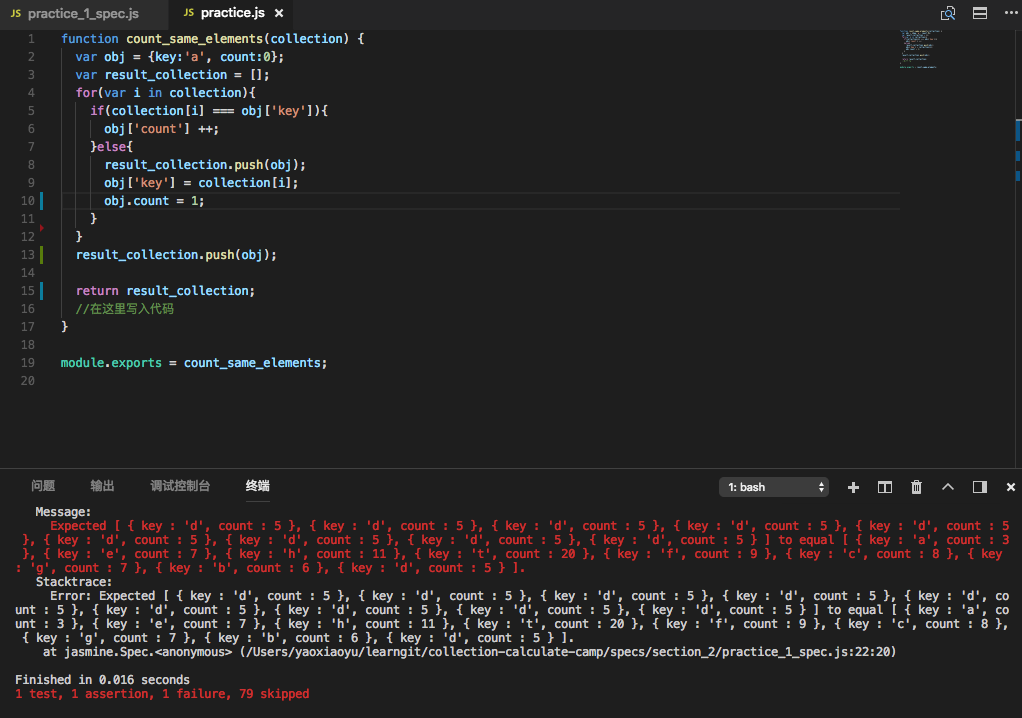 JS practice_1_spec.js
JS practice.js ×
1 function count_same_elements(collection) {
2 var obj = {key:'a', count:0};
3 var result_collection = [];
4 for(var i in collection){
5 if(collection[i] === obj['key']){
6 obj['count'] ++;
7 }else{
8 result_collection.push(obj);
9 obj['key'] = collection[i];
10 obj.count = 1;
11 }
12 }
13 result_collection.push(obj);
14
15 return result_collection;
16 //在这里写入代码
17 }
18
19 module.exports = count_same_elements;
20
问题 输出 调试控制台 终端 1: bash
Message:
Expected [ { key : 'd', count : 5 }, { key : 'd', count : 5 }, { key : 'd', count : 5 }, { key : 'd', count : 5 }, { key : 'd', count : 5
}, { key : 'd', count : 5 }, { key : 'd', count : 5 }, { key : 'd', count : 5 }, { key : 'd', count : 5 } ] to equal [ { key : 'a', count : 3
}, { key : 'e', count : 7 }, { key : 'h', count : 11 }, { key : 't', count : 20 }, { key : 'f', count : 9 }, { key : 'c', count : 8 }, { key
: 'g', count : 7 }, { key : 'b', count : 6 }, { key : 'd', count : 5 } ].
Stacktrace:
Error: Expected [ { key : 'd', count : 5 }, { key : 'd', count : 5 }, { key : 'd', count : 5 }, { key : 'd', count : 5 }, { key : 'd', co
unt : 5 }, { key : 'd', count : 5 }, { key : 'd', count : 5 }, { key : 'd', count : 5 }, { key : 'd', count : 5 } ] to equal [ { key : 'a', co
unt : 3 }, { key : 'e', count : 7 }, { key : 'h', count : 11 }, { key : 't', count : 20 }, { key : 'f', count : 9 }, { key : 'c', count : 8 },
{ key : 'g', count : 7 }, { key : 'b', count : 6 }, { key : 'd', count : 5 } ].
at jasmine.Spec.<anonymous> (/Users/yaoxiaoyu/learngit/collection-calculate-camp/specs/section_2/practice_1_spec.js:22:20)
Finished in 0.016 seconds
1 test, 1 assertion, 1 failure, 79 skipped